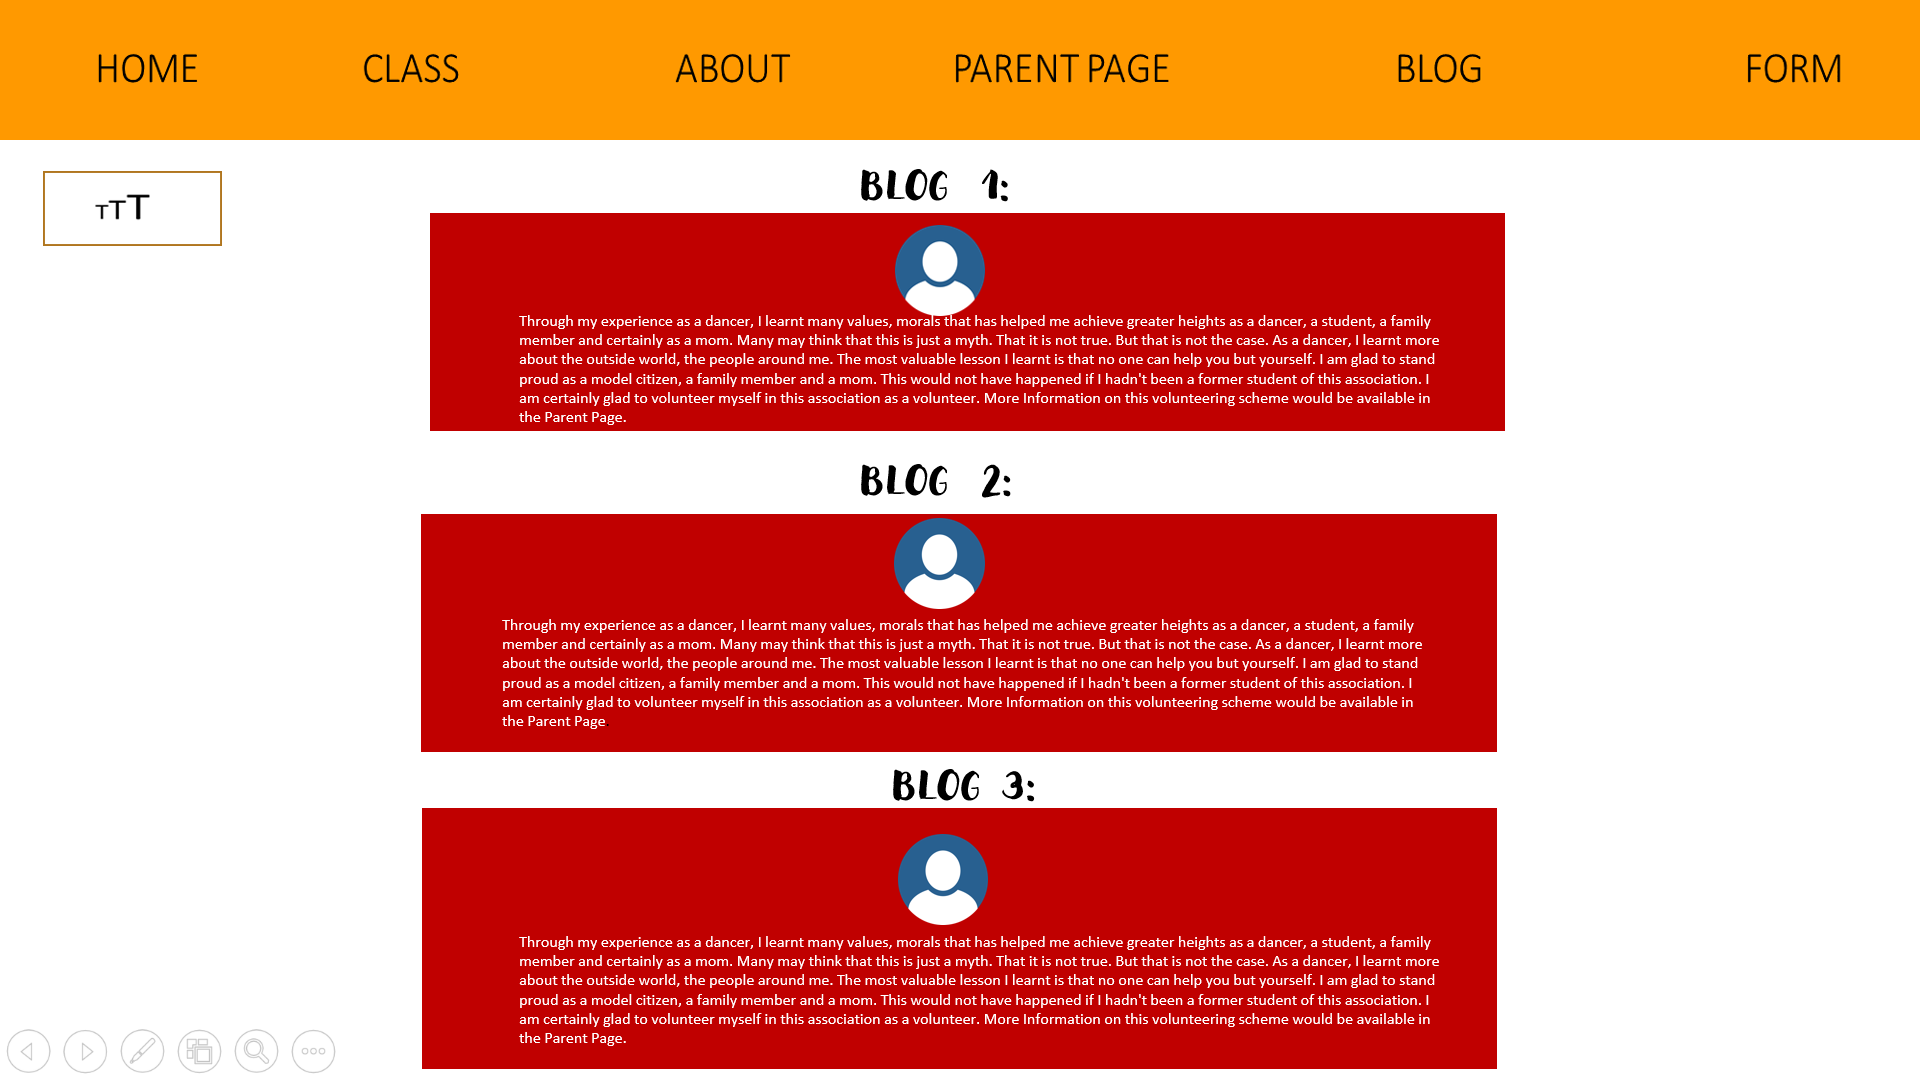 HOME CLASS ABOUT PARENT PAGE BLOG FORM
TTT
BLOG 1:
Through my experience as a dancer, I learnt many values, morals that has helped me achieve greater heights as a dancer, a student, a family
member and certainly as a mom. Many may think that this is just a myth. That it is not true. But that is not the case. As a dancer, I learnt more
about the outside world, the people around me. The most valuable lesson I learnt is that no one can help you but yourself. I am glad to stand
proud as a model citizen, a family member and a mom. This would not have happened if I hadn't been a former student of this association. I
am certainly glad to volunteer myself in this association as a volunteer. More Information on this volunteering scheme would be available in
the Parent Page.
BLOG 2:
Through my experience as a dancer, I learnt many values, morals that has helped me achieve greater heights as a dancer, a student, a family
member and certainly as a mom. Many may think that this is just a myth. That it is not true. But that is not the case. As a dancer, I learnt more
about the outside world, the people around me. The most valuable lesson I learnt is that no one can help you but yourself. I am glad to stand
proud as a model citizen, a family member and a mom. This would not have happened if I hadn't been a former student of this association. I
am certainly glad to volunteer myself in this association as a volunteer. More Information on this volunteering scheme would be available in
the Parent Page
BLOG 3:
Through my experience as a dancer, I learnt many values, morals that has helped me achieve greater heights as a dancer, a student, a family
member and certainly as a mom. Many may think that this is just a myth. That it is not true. But that is not the case. As a dancer, I learnt more
about the outside world, the people around me. The most valuable lesson I learnt is that no one can help you but yourself. I am glad to stand
proud as a model citizen, a family member and a mom. This would not have happened if I hadn't been a former student of this association. I
am certainly glad to volunteer myself in this association as a volunteer. More Information on this volunteering scheme would be available in
the Parent Page.